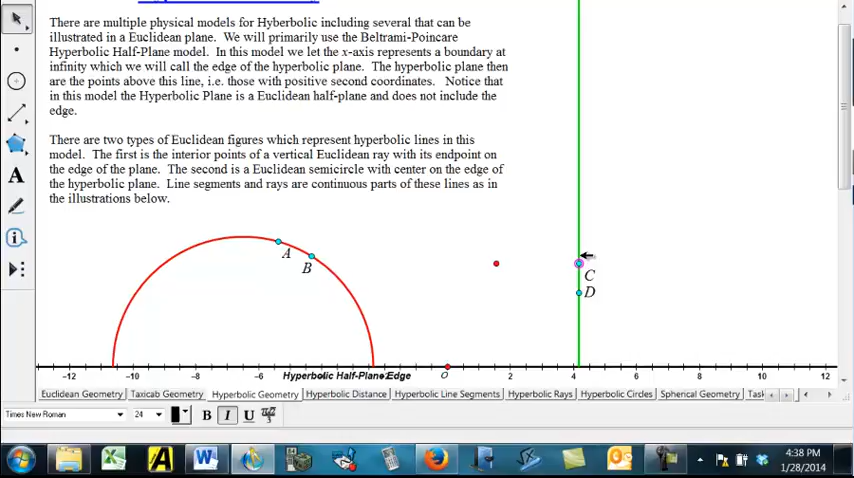 There are multiple physical models for Hyberbolic including several that can be
illustrated in a Euclidean plane. We will primarily use the Beltrami-Poincare
Hyperbolic Half-Plane model. In this model we let the x-axis represents a boundary at
infinity which we will call the edge of the hyperbolic plane. The hyperbolic plane then
are the points above this line, i.e. those with positive second coordinates. Notice that
in this model the Hyperbolic Plane is a Euclidean half-plane and does not include the
edge.
There are two types of Euclidean figures which represent hyperbolic lines in this
model. The first is the interior points of a vertical Euclidean ray with its endpoint on
the edge of the plane. The second is a Euclidean semicircle with center on the edge of
the hyperbolic plane. Line segments and rays are continuous parts of these lines as in
the illustrations below.
A
B
C
D
-12 -10 -8 -6 Hyperbolic Half-Plane Edge O 2 4 6 8 10 12
Euclidean Geometry Taxicab Geometry Hyperbolic Geometry Hyperbolic Distance Hyperbolic Line Segments Hyperbolic Rays Hyperbolic Circles Spherical Geometry Task
Times New Roman 24 B I U
4:38 PM
1/28/2014